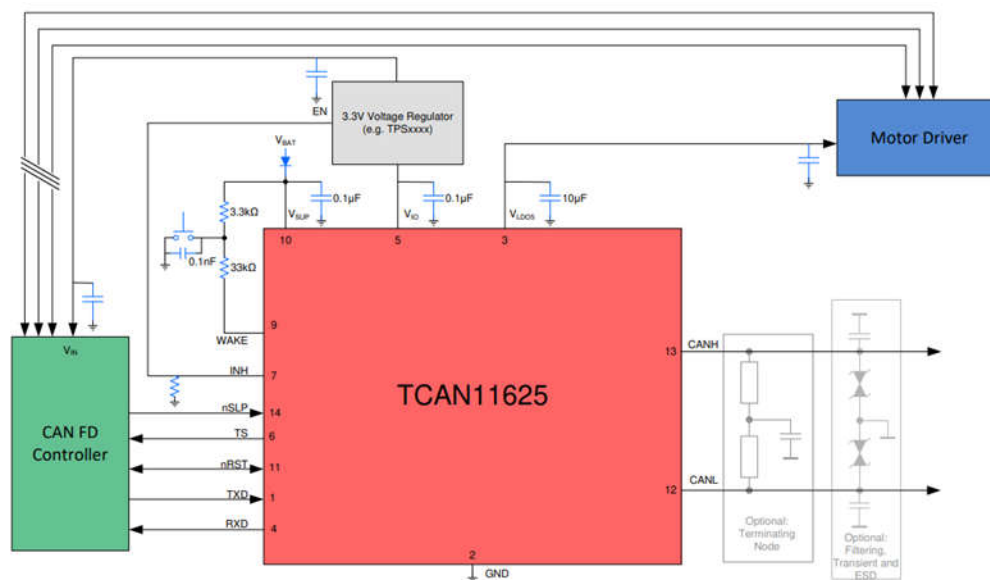 EN
3.3V Voltage Regulator
(e.g. TPSxxxx)
Motor Driver
VBAT
3.3kΩ
VSUP
0.1µF
VIO
0.1µF
VLDO5
10µF
10
5
3
0.1nF
33kΩ
9
WAKE
VIN
INH
7
nSLP
14
TS
6
nRST
11
TXD
1
RXD
4
CAN FD
Controller
TCAN11625
13
CANH
12
CANL
2
GND
Optional:
Terminating
Node
Optional:
Filtering,
Transient and
ESD